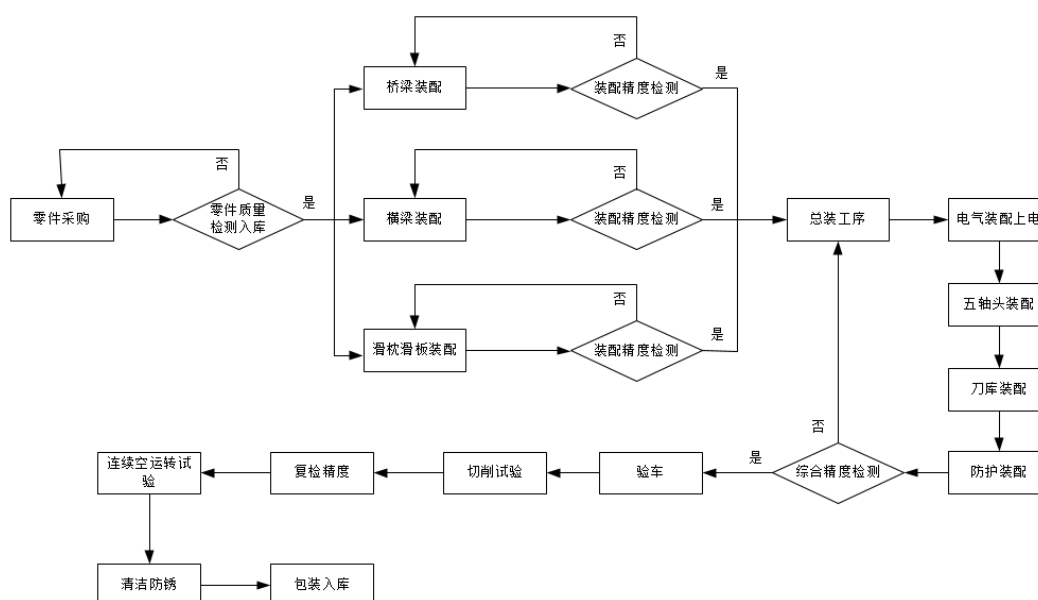 否
桥梁装配
装配精度检测
是
否
零件采购
零件质量
检测入库
是
否
横梁装配
装配精度检测
是
总装工序
电气装配上电
否
滑枕滑板装配
装配精度检测
是
五轴头装配
刀库装配
否
防护装配
综合精度检测
是
验车
切削试验
复检精度
连续空运转试
验
清洁防锈
包装入库